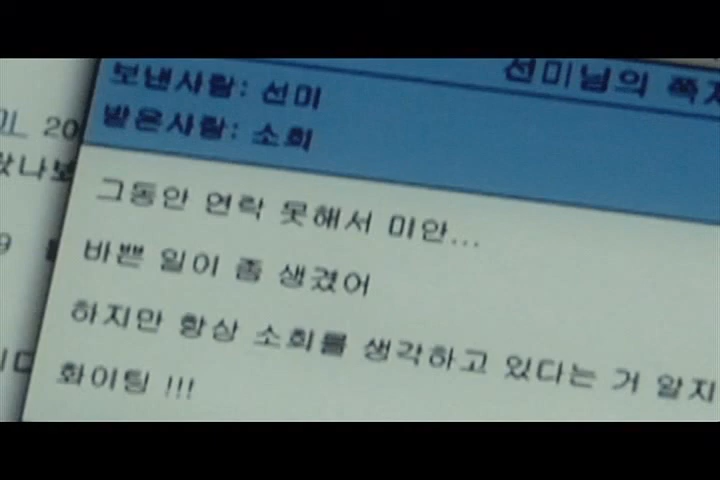 선미님의 쪽지
보낸사람: 선미
받은사람: 소희
그동안 연락 못해서 미안...
바쁜 일이 좀 생겼어
하지만 항상 소희를 생각하고 있다는 거 알지
화이팅 !!!
20
9